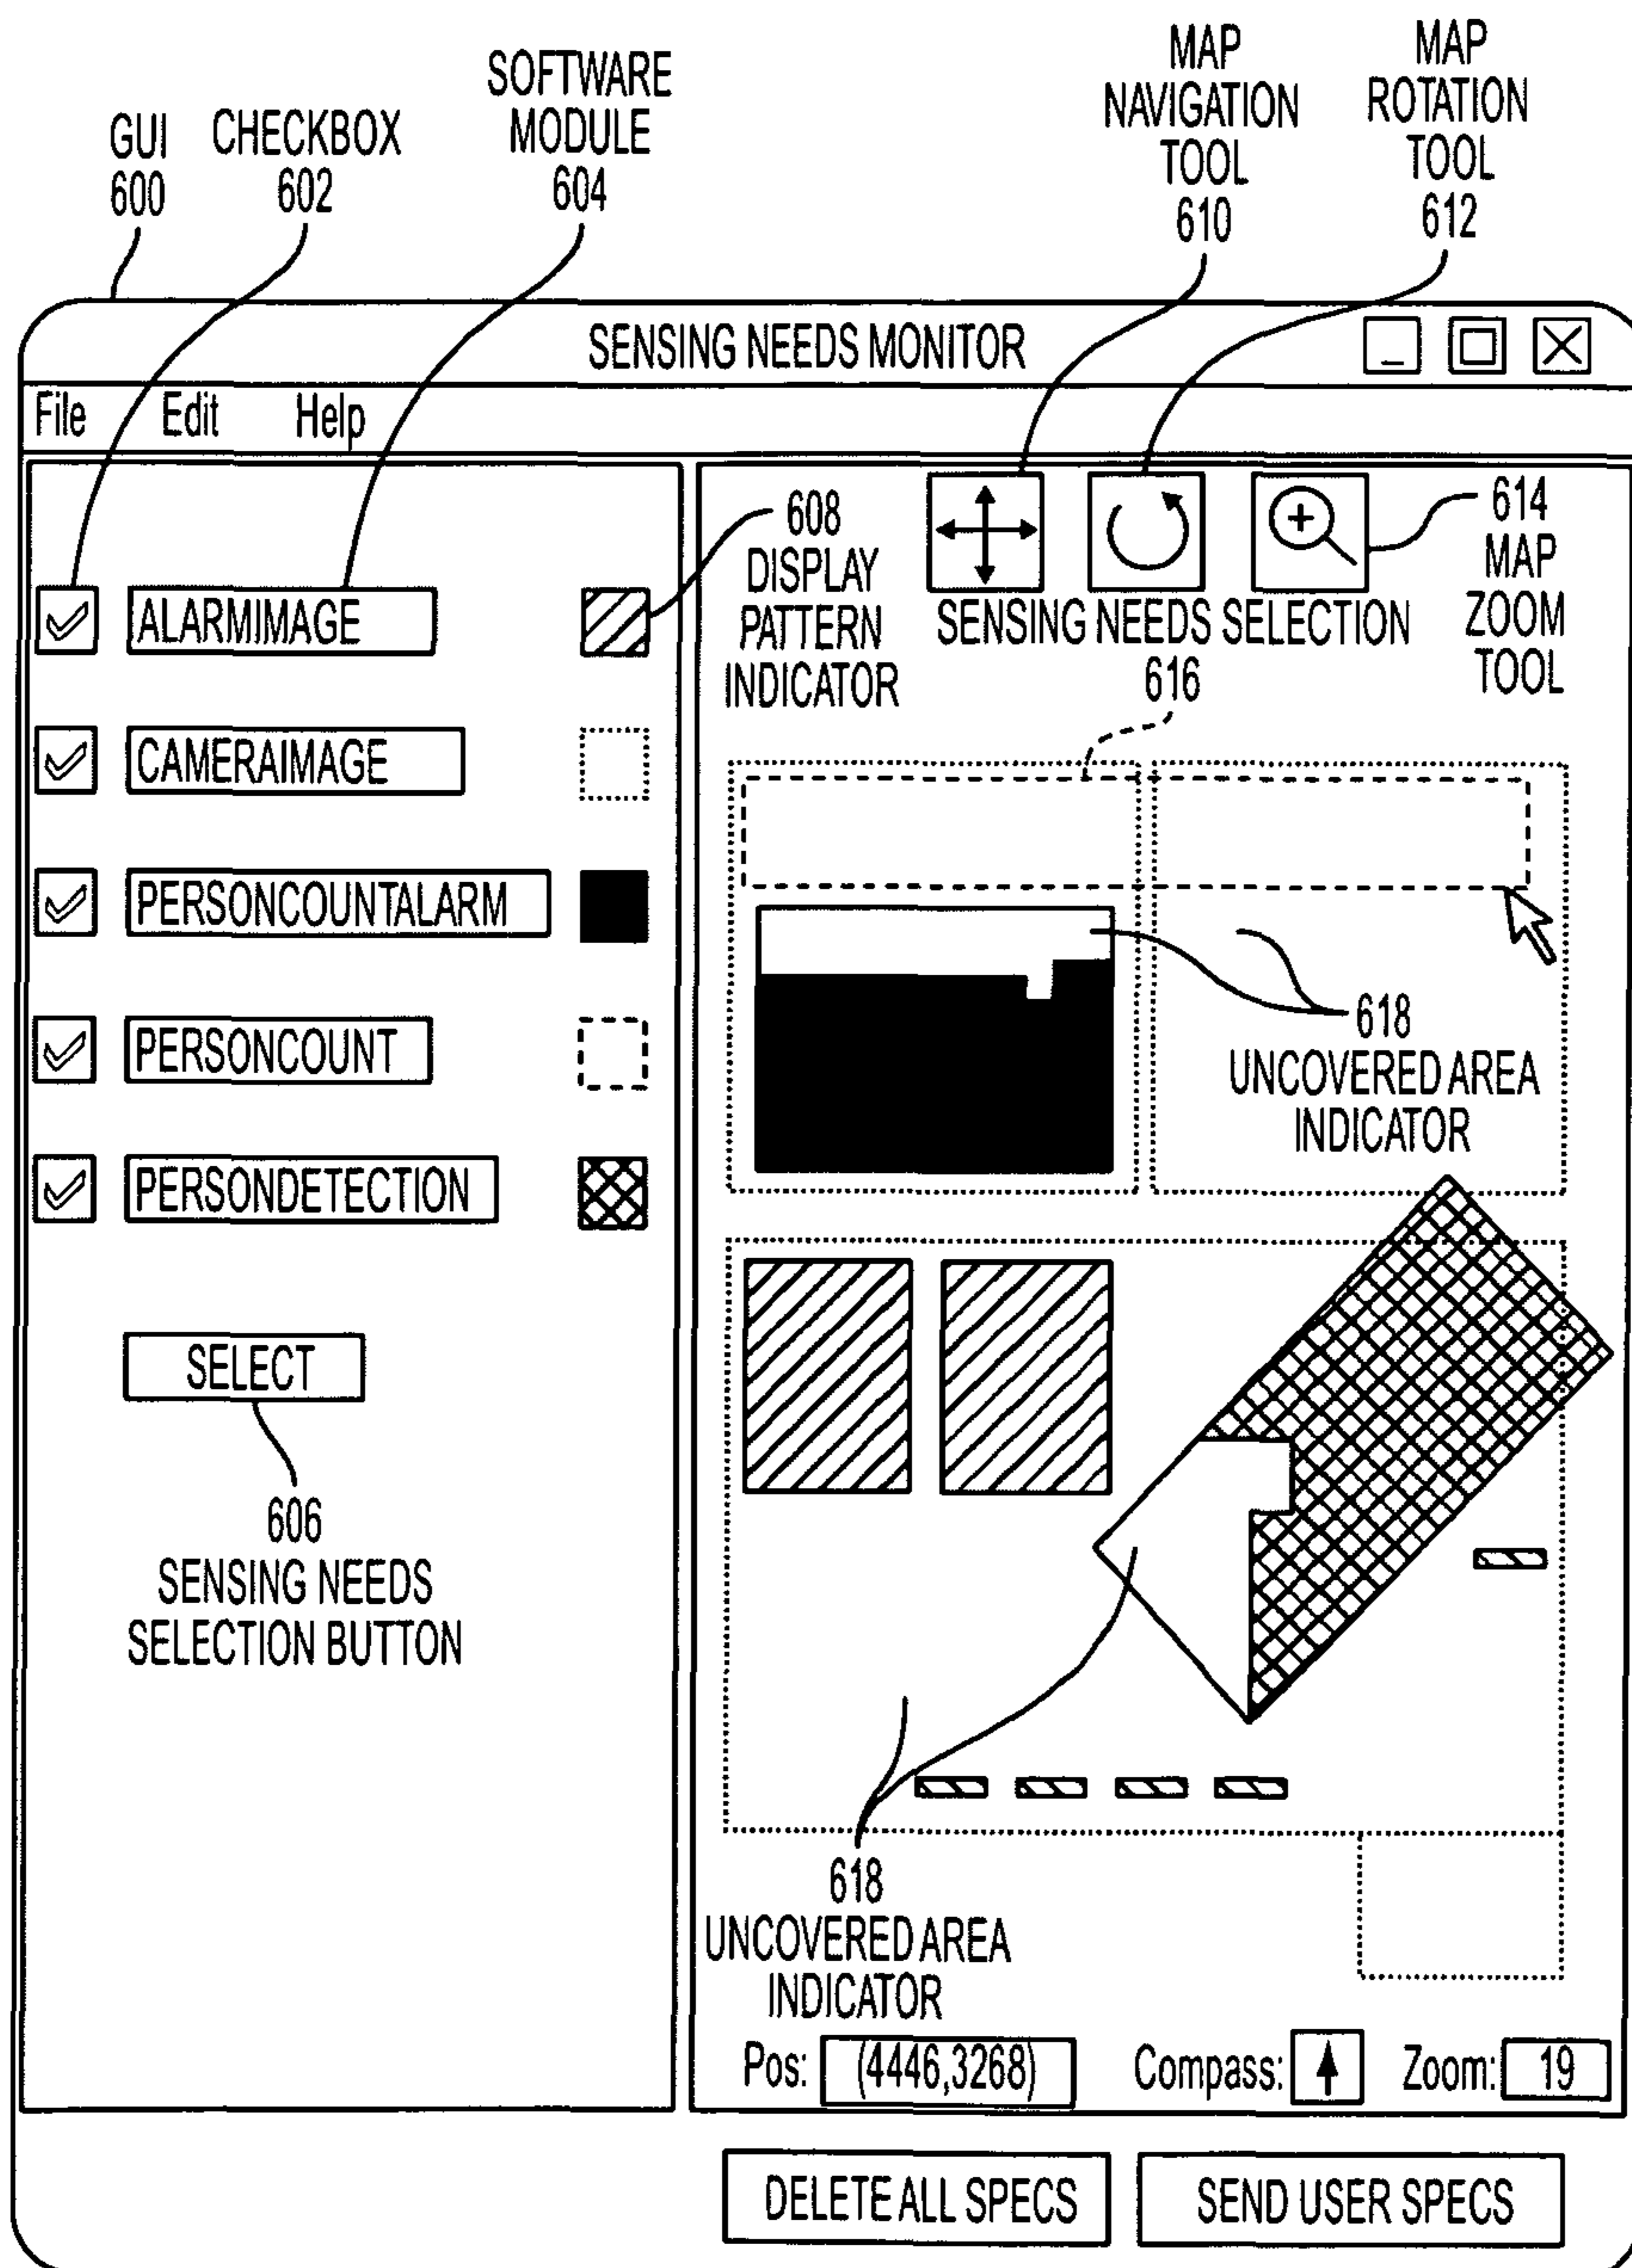 GUI
600
CHECKBOX
602
SOFTWARE
MODULE
604
MAP
NAVIGATION
TOOL
610
MAP
ROTATION
TOOL
612
SENSING NEEDS MONITOR
File Edit Help
ALARMIMAGE
CAMERAIMAGE
PERSONCOUNTALARM
PERSONCOUNT
PERSONDETECTION
SELECT
606
SENSING NEEDS
SELECTION BUTTON
608
DISPLAY
PATTERN
INDICATOR
614
MAP
ZOOM
TOOL
SENSING NEEDS SELECTION
616
618
UNCOVERED AREA
INDICATOR
618
UNCOVERED AREA
INDICATOR
Pos: (4446,3268) Compass: Zoom: 19
DELETE ALL SPECS SEND USER SPECS